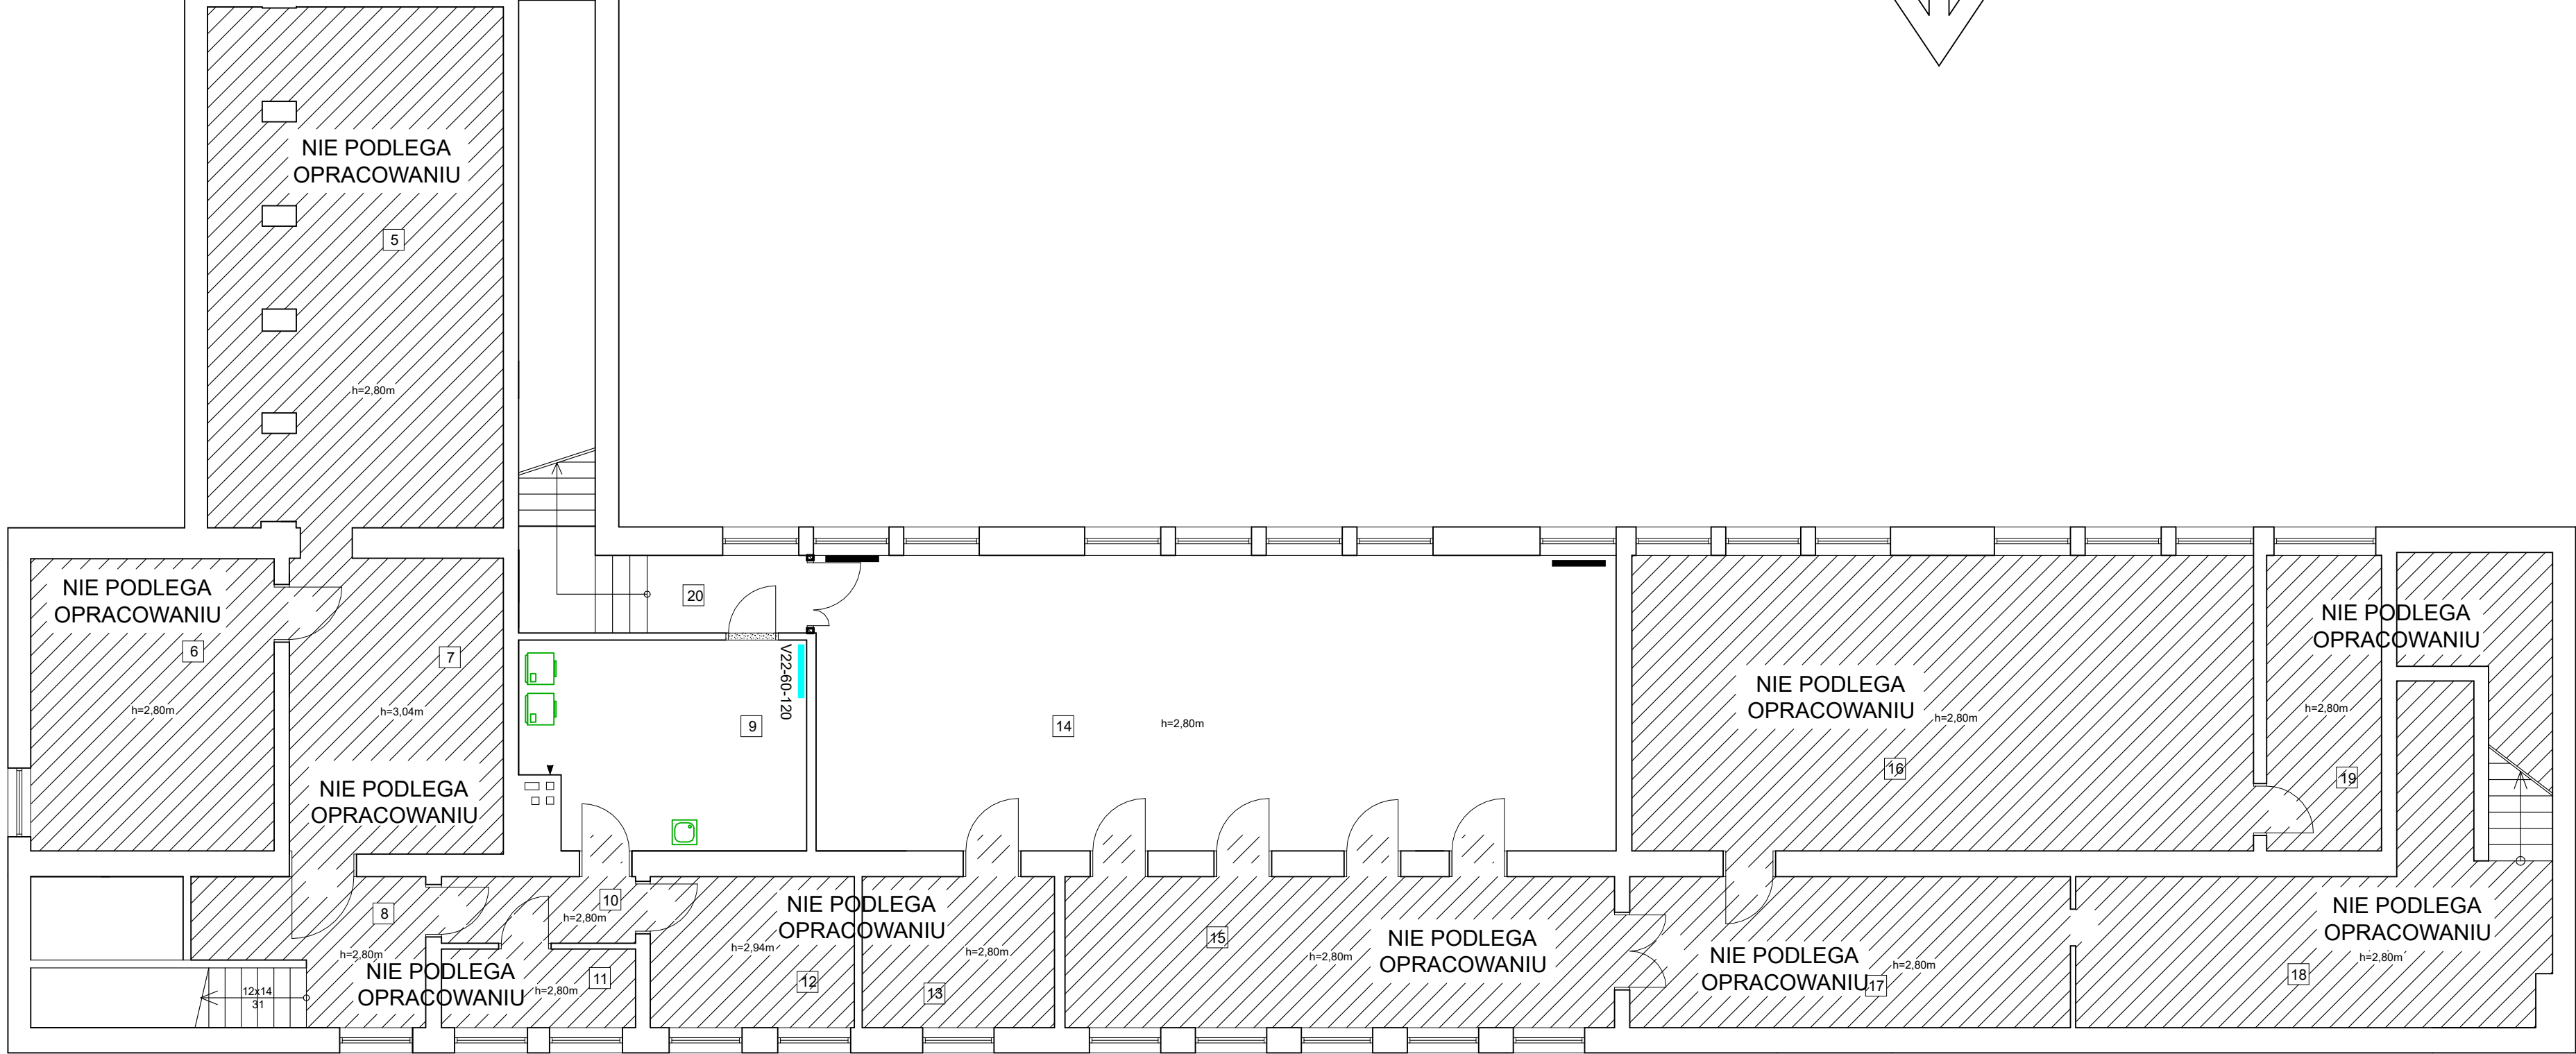 NIE PODLEGA
OPRACOWANIU
5
h=2,80m
NIE PODLEGA
OPRACOWANIU
6
h=2,80m
7
h=3,04m
NIE PODLEGA
OPRACOWANIU
20
V22-60-120
9
14
h=2,80m
NIE PODLEGA
OPRACOWANIU
h=2,80m
16
NIE PODLEGA
OPRACOWANIU
h=2,80m
19
8
h=2,80m
NIE PODLEGA
OPRACOWANIU
12x14
31
10
h=2,80m
11
h=2,80m
NIE PODLEGA
OPRACOWANIU
h=2,94m
12
h=2,80m
13
15
h=2,80m
NIE PODLEGA
OPRACOWANIU
NIE PODLEGA
OPRACOWANIU
h=2,80m
17
NIE PODLEGA
OPRACOWANIU
h=2,80m
18